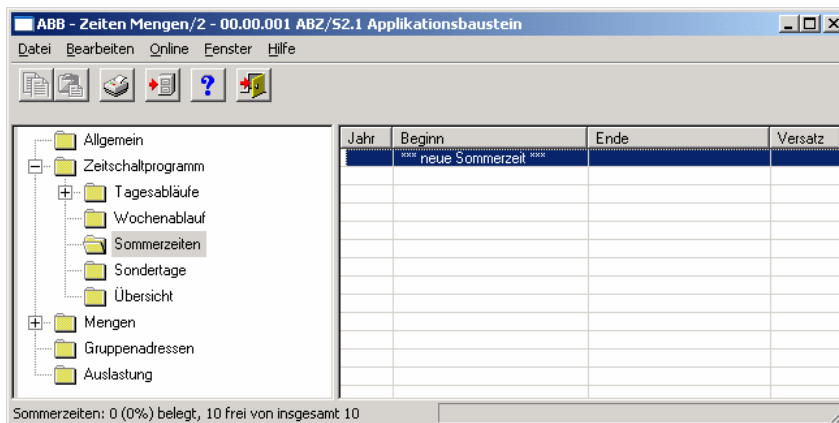 ABB - Zeiten Mengen/2 - 00.00.001 ABZ/S2.1 Applikationsbaustein
Datei Bearbeiten Online Fenster Hilfe
?
Allgemein
Zeitschaltprogramm
Tagesabläufe
Wochenablauf
Sommerzeiten
Sondertage
Übersicht
Mengen
Gruppenadressen
Auslastung
Jahr Beginn Ende Versatz
*** neue Sommerzeit ***
Sommerzeiten: 0 (0%) belegt, 10 frei von insgesamt 10